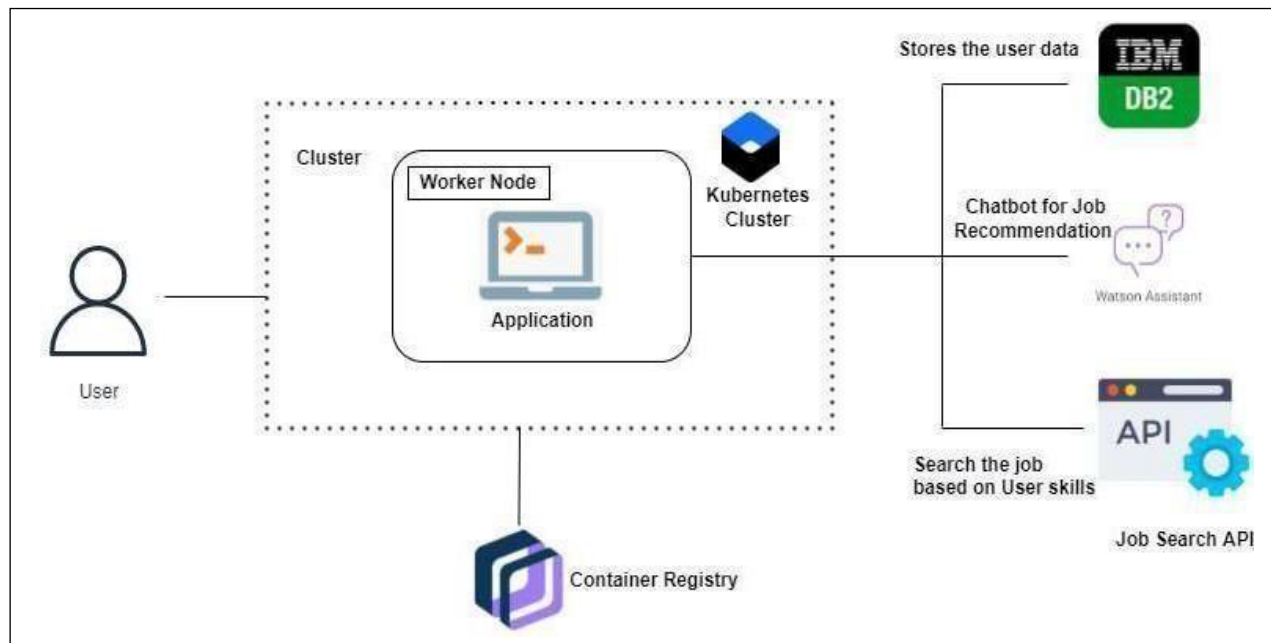 Stores the user data
IBM
DB2
Cluster
Worker Node
Kubernetes
Cluster
Application
User
Chatbot for Job
Recommendation
?
Watson Assistant
API
Search the job
based on User skills
Job Search API
Container Registry